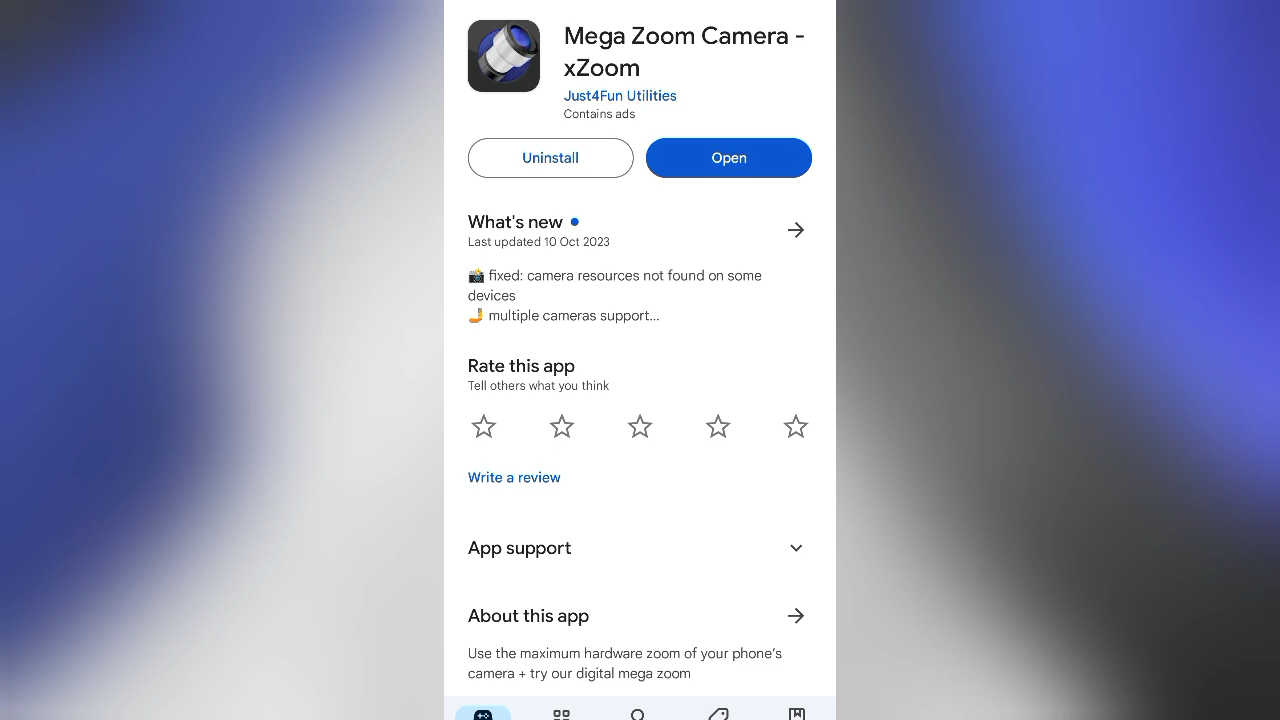 Mega Zoom Camera -
xZoom
Just4Fun Utilities
Contains ads
Uninstall
Open
What's new
Last updated 10 Oct 2023
📸 fixed: camera resources not found on some
devices
🤳 multiple cameras support...
Rate this app
Tell others what you think
Write a review
App support
About this app
Use the maximum hardware zoom of your phone's
camera + try our digital mega zoom